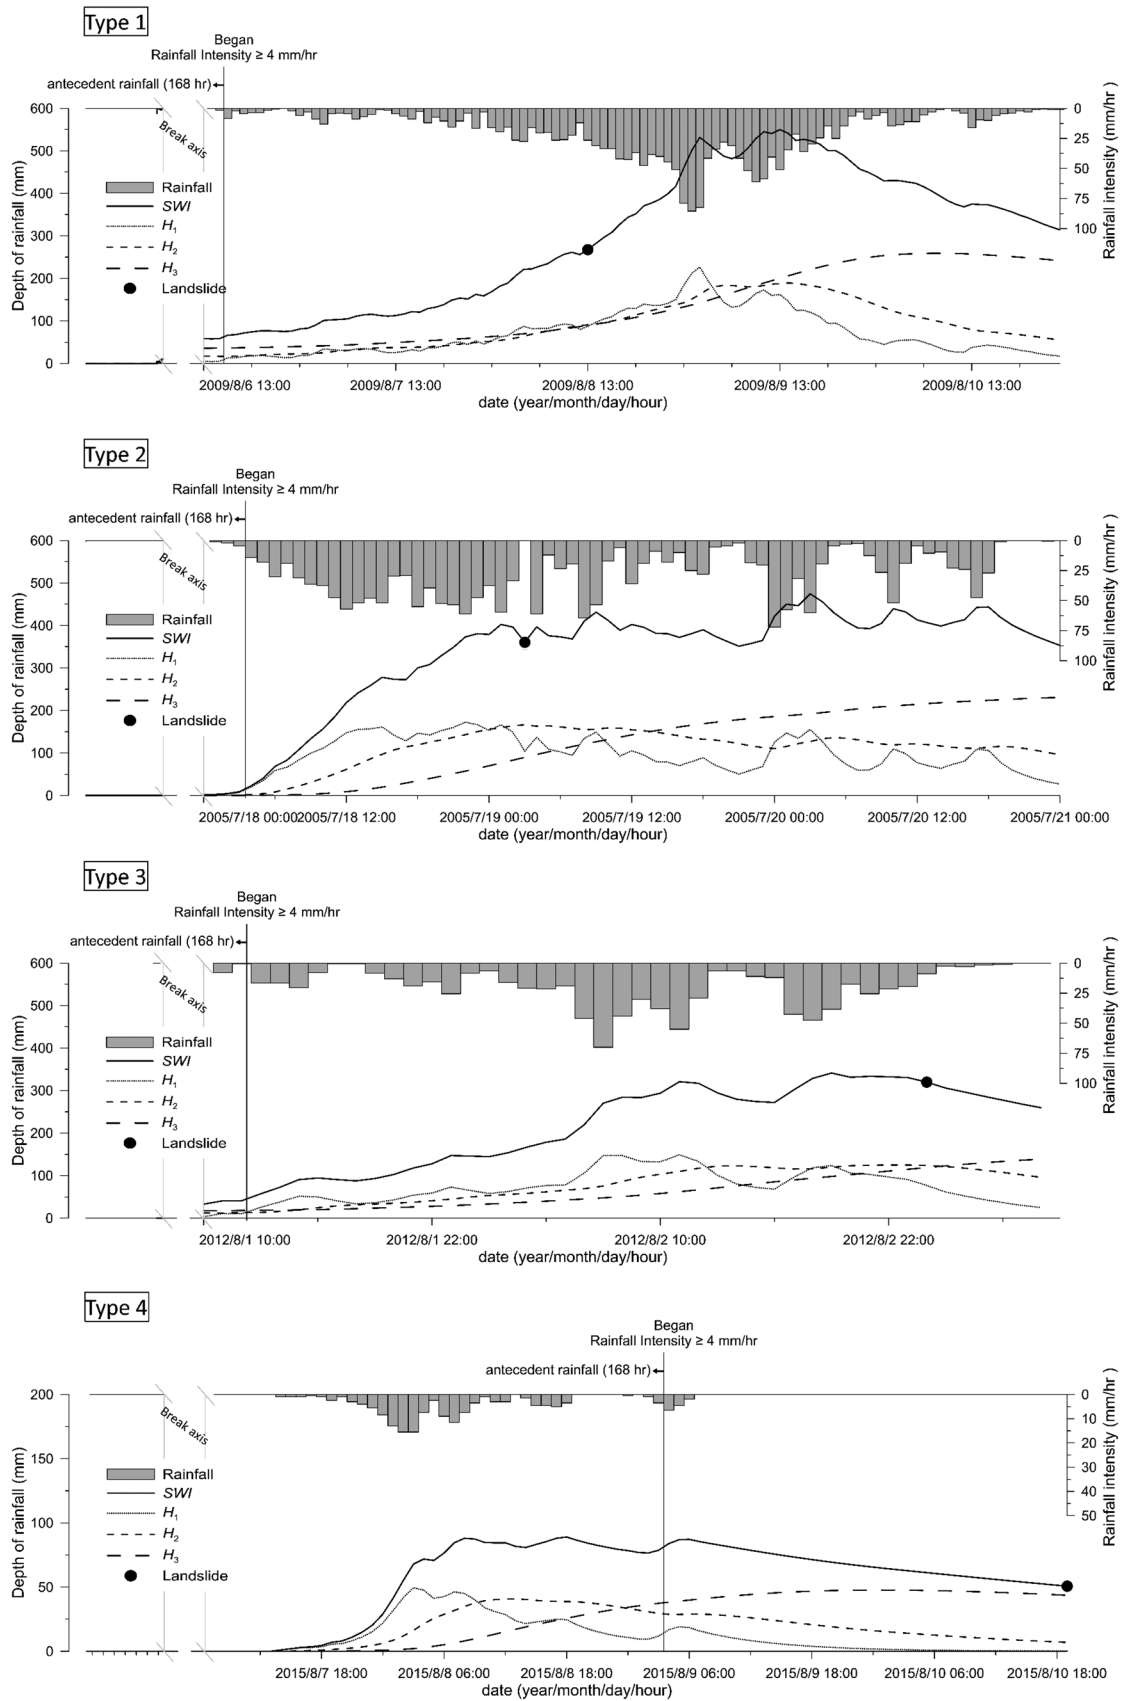 Type 1
Began
Rainfall Intensity ≥ 4 mm/hr
antecedent rainfall (168 hr)
600
500
400
300
200
100
0
Depth of rainfall (mm)
Break axis
Rainfall
SWI
H1
H2
H3
Landslide
0
25
50
75
100
Rainfall intensity (mm/hr)
2009/8/6 13:00
2009/8/7 13:00
2009/8/8 13:00
2009/8/9 13:00
2009/8/10 13:00
date (year/month/day/hour)
Type 2
Began
Rainfall Intensity ≥ 4 mm/hr
antecedent rainfall (168 hr)
600
500
400
300
200
100
0
Depth of rainfall (mm)
Break axis
Rainfall
SWI
H1
H2
H3
Landslide
0
25
50
75
100
Rainfall intensity (mm/hr)
2005/7/18 00:00
2005/7/18 12:00
2005/7/19 00:00
2005/7/19 12:00
2005/7/20 00:00
2005/7/20 12:00
2005/7/21 00:00
date (year/month/day/hour)
Type 3
Began
Rainfall Intensity ≥ 4 mm/hr
antecedent rainfall (168 hr)
600
500
400
300
200
100
0
Depth of rainfall (mm)
Break axis
Rainfall
SWI
H1
H2
H3
Landslide
0
25
50
75
100
Rainfall intensity (mm/hr)
2012/8/1 10:00
2012/8/1 22:00
2012/8/2 10:00
2012/8/2 22:00
date (year/month/day/hour)
Type 4
Began
Rainfall Intensity ≥ 4 mm/hr
antecedent rainfall (168 hr)
200
150
100
50
0
Depth of rainfall (mm)
Break axis
Rainfall
SWI
H1
H2
H3
Landslide
0
10
20
30
40
50
Rainfall intensity (mm/hr)
2015/8/7 18:00
2015/8/8 06:00
2015/8/8 18:00
2015/8/9 06:00
2015/8/9 18:00
2015/8/10 06:00
2015/8/10 18:00
date (year/month/day/hour)